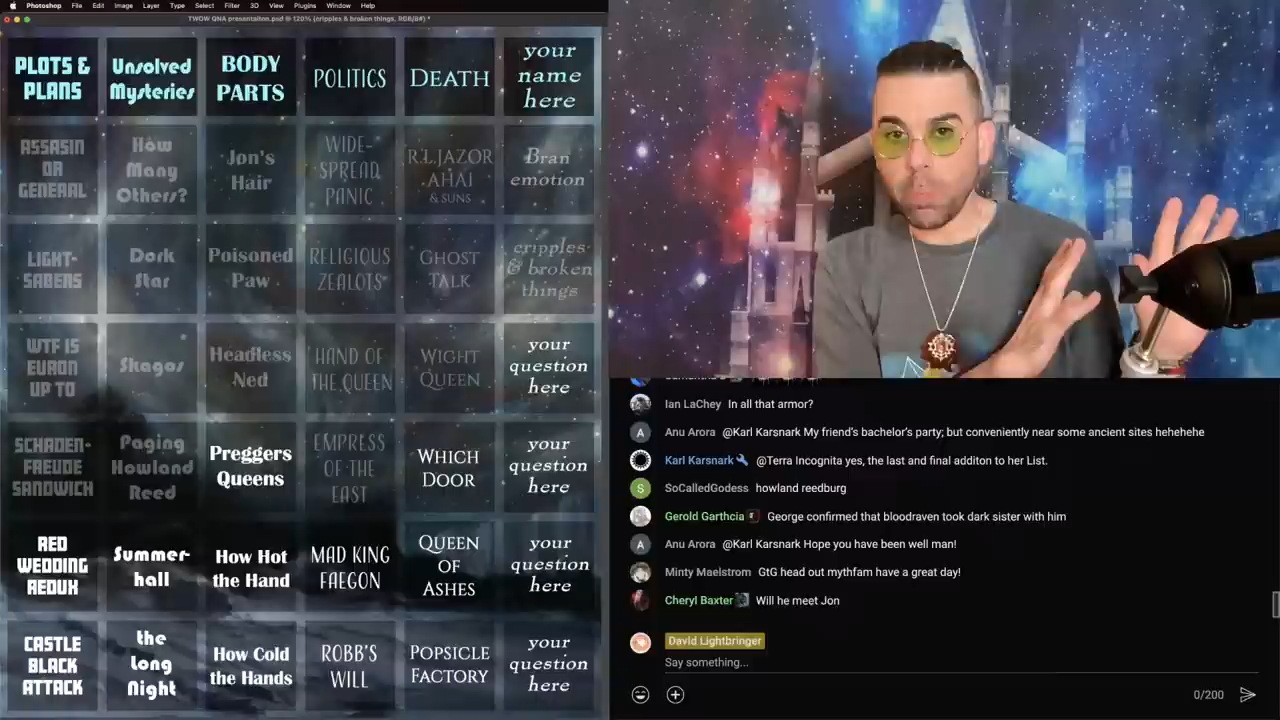 Photoshop File Edit Image Layer Type Select Filter 3D View Plugins Window Help
TWOW QNA presentaiton.psd @ 120% (cripples & broken things, RGB/8#) *
PLOTS &
PLANS
Unsolved
Mysteries
BODY
PARTS
POLITICS
DEATH
your
name
here
ASSASIN
OR
GENERAL
How
Many
Others?
Jon's
Hair
WIDE-
SPREAD
PANIC
R.L.JAZOR
AHAI
& SUNS
Bran
emotion
LIGHT-
SABERS
Dark
Star
Poisoned
Paw
RELIGIOUS
ZEALOTS
GHOST
TALK
cripples
& broken
things
WTF IS
EURON
UP TO
Skagos
Headless
Ned
HAND OF
THE QUEEN
WIGHT
QUEEN
your
question
here
SCHADEN-
FREUDE
SANDWICH
Paging
Howland
Reed
Preggers
Queens
EMPRESS
OF THE
EAST
WHICH
DOOR
your
question
here
RED
WEDDING
REDUX
Summer-
hall
How Hot
the Hand
MAD KING
FAEGON
QUEEN
OF
ASHES
your
question
here
CASTLE
BLACK
ATTACK
the
Long
Night
How Cold
the Hands
ROBB'S
WILL
POPSICLE
FACTORY
your
question
here
Ian LaChey In all that armor?
A Anu Arora @Karl Karsnark My friend's bachelor's party; but conveniently near some ancient sites hehehehe
Karl Karsnark @Terra Incognita yes, the last and final additon to her List.
S SoCalledGodess howland reedburg
Gerold Garthcia George confirmed that bloodraven took dark sister with him
A Anu Arora @Karl Karsnark Hope you have been well man!
Minty Maelstrom GtG head out mythfam have a great day!
Cheryl Baxter Will he meet Jon
David Lightbringer
Say something...
0/200